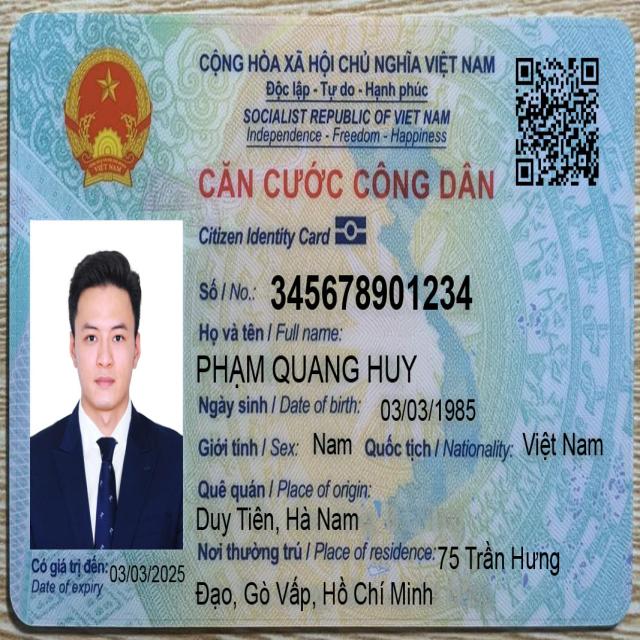 CỘNG HÒA XÃ HỘI CHỦ NGHĨA VIỆT NAM
Độc lập - Tự do - Hạnh phúc
SOCIALIST REPUBLIC OF VIET NAM
Independence - Freedom - Happiness
CĂN CƯỚC CÔNG DÂN
Citizen Identity Card
VIỆT NAM
Số / No.: 345678901234
Họ và tên / Full name:
PHẠM QUANG HUY
Ngày sinh / Date of birth: 03/03/1985
Giới tính / Sex: Nam Quốc tịch / Nationality: Việt Nam
Quê quán / Place of origin:
Duy Tiên, Hà Nam
Nơi thường trú / Place of residence: 75 Trần Hưng
Đạo, Gò Vấp, Hồ Chí Minh
Có giá trị đến: 03/03/2025
Date of expiry